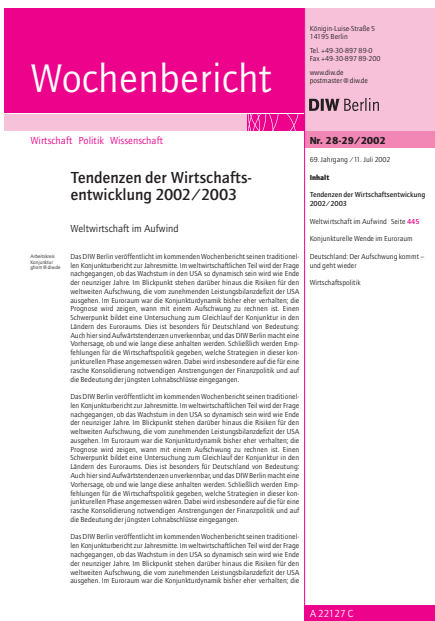 Wochenbericht
Königin-Luise-Straße 5
14195 Berlin
Tel. +49-30-897 89-0
Fax +49-30-897 89-200
www.diw.de
postmaster@diw.de
DIW Berlin
Wirtschaft Politik Wissenschaft
Nr. 28-29/2002
69. Jahrgang / 11. Juli 2002
Inhalt
Tendenzen der Wirtschaftsentwicklung
2002/2003
Weltwirtschaft im Aufwind Seite 445
Konjunkturelle Wende im Euroraum
Deutschland: Der Aufschwung kommt –
und geht wieder
Wirtschaftspolitik
Tendenzen der Wirtschafts-
entwicklung 2002/2003
Weltwirtschaft im Aufwind
Arbeitskreis
Konjunktur
Das DIW Berlin veröffentlicht im kommenden Wochenbericht seinen traditionel-
len Konjunkturbericht zur Jahresmitte. Im weltwirtschaftlichen Teil wird der Frage
nachgegangen, ob das Wachstum in den USA so dynamisch sein wird wie Ende
der neunziger Jahre. Im Blickpunkt stehen darüber hinaus die Risiken für den
weltweiten Aufschwung, die vom zunehmenden Leistungsbilanzdefizit der USA
ausgehen. Im Euroraum war die Konjunkturdynamik bisher eher verhalten; die
Prognose wird zeigen, wann mit einem Aufschwung zu rechnen ist. Einen
Schwerpunkt bildet eine Untersuchung zum Gleichlauf der Konjunktur in den
Ländern des Euroraums. Dies ist besonders für Deutschland von Bedeutung:
Auch hier sind Aufwärtstendenzen unverkennbar, und das DIW Berlin macht eine
Vorhersage, ob und wie lange diese anhalten werden. Schließlich werden Emp-
fehlungen für die Wirtschaftspolitik gegeben, welche Strategien in dieser kon-
junkturellen Phase angemessen wären. Dabei wird insbesondere auf die für eine
rasche Konsolidierung notwendigen Anstrengungen der Finanzpolitik und auf
die Bedeutung der jüngsten Lohnabschlüsse eingegangen.
Das DIW Berlin veröffentlicht im kommenden Wochenbericht seinen traditionel-
len Konjunkturbericht zur Jahresmitte. Im weltwirtschaftlichen Teil wird der Frage
nachgegangen, ob das Wachstum in den USA so dynamisch sein wird wie Ende
der neunziger Jahre. Im Blickpunkt stehen darüber hinaus die Risiken für den
weltweiten Aufschwung, die vom zunehmenden Leistungsbilanzdefizit der USA
ausgehen. Im Euroraum war die Konjunkturdynamik bisher eher verhalten; die
Prognose wird zeigen, wann mit einem Aufschwung zu rechnen ist. Einen
Schwerpunkt bildet eine Untersuchung zum Gleichlauf der Konjunktur in den
Ländern des Euroraums. Dies ist besonders für Deutschland von Bedeutung:
Auch hier sind Aufwärtstendenzen unverkennbar, und das DIW Berlin macht eine
Vorhersage, ob und wie lange diese anhalten werden. Schließlich werden Emp-
fehlungen für die Wirtschaftspolitik gegeben, welche Strategien in dieser kon-
junkturellen Phase angemessen wären. Dabei wird insbesondere auf die für eine
rasche Konsolidierung notwendigen Anstrengungen der Finanzpolitik und auf
die Bedeutung der jüngsten Lohnabschlüsse eingegangen.
Das DIW Berlin veröffentlicht im kommenden Wochenbericht seinen traditionel-
len Konjunkturbericht zur Jahresmitte. Im weltwirtschaftlichen Teil wird der Frage
nachgegangen, ob das Wachstum in den USA so dynamisch sein wird wie Ende
der neunziger Jahre. Im Blickpunkt stehen darüber hinaus die Risiken für den
weltweiten Aufschwung, die vom zunehmenden Leistungsbilanzdefizit der USA
ausgehen. Im Euroraum war die Konjunkturdynamik bisher eher verhalten; die
A 22127 C